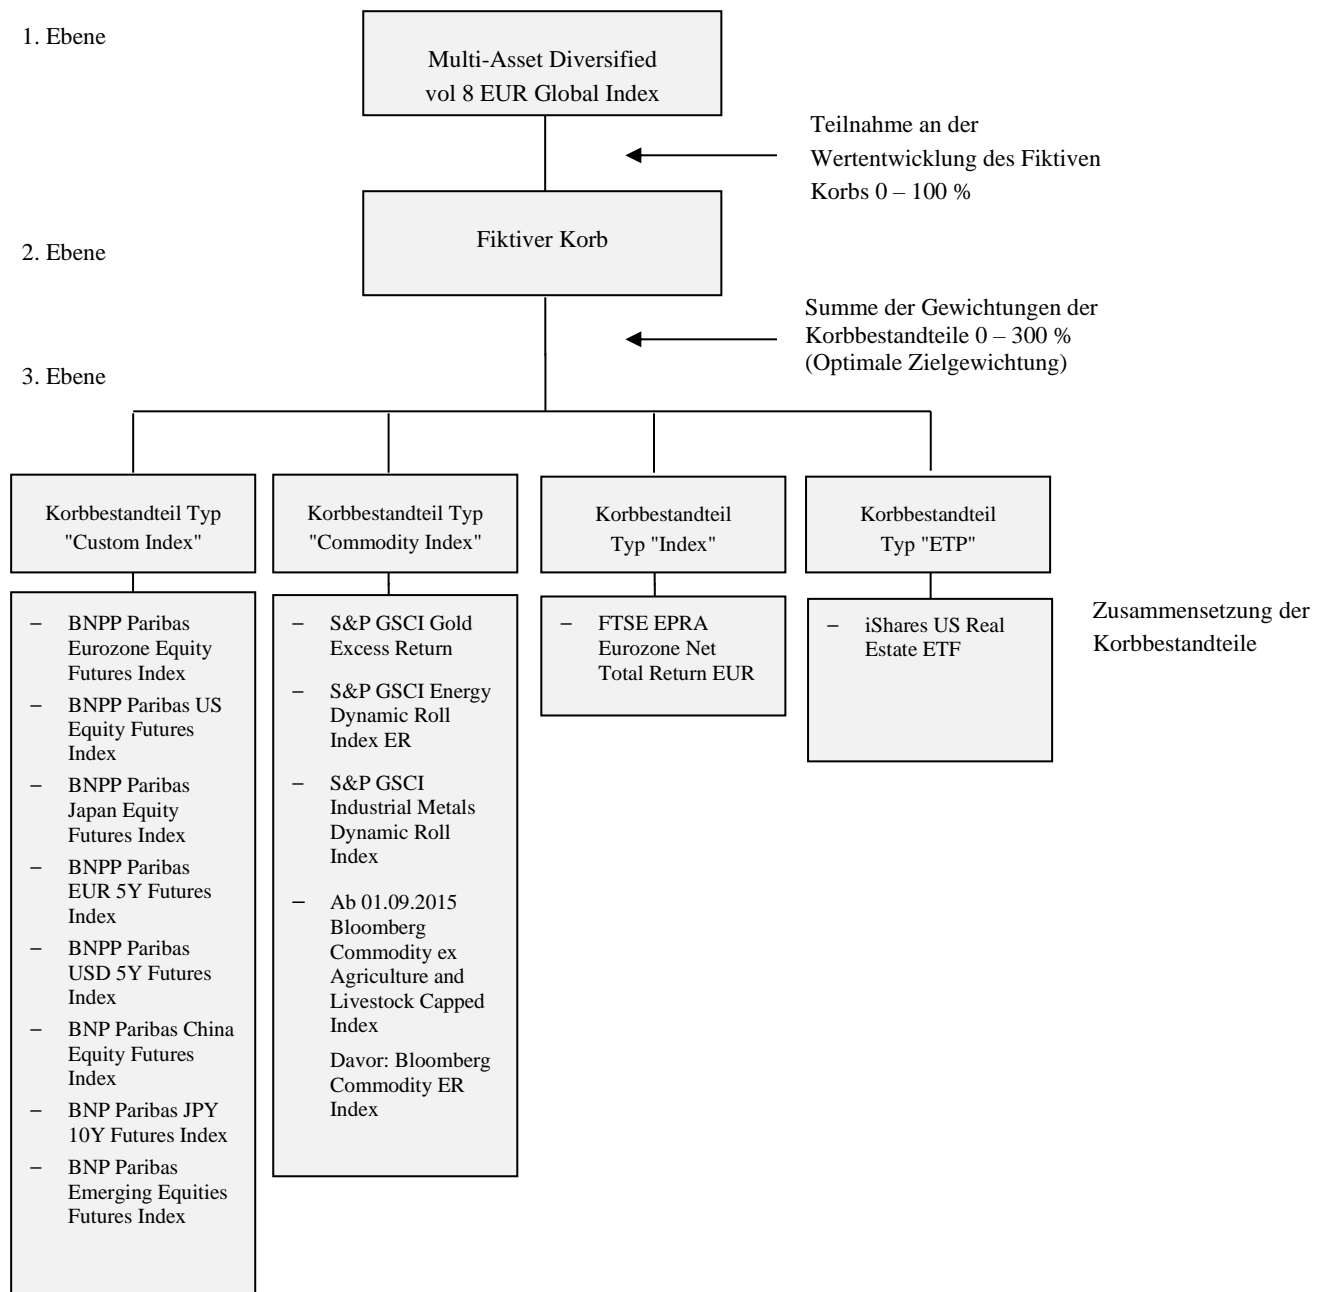 1. Ebene
Multi-Asset Diversified
vol 8 EUR Global Index
Teilnahme an der
Wertentwicklung des Fiktiven
Korbs 0 – 100 %
2. Ebene
Fiktiver Korb
Summe der Gewichtungen der
Korbbestandteile 0 – 300 %
(Optimale Zielgewichtung)
3. Ebene
Korbbestandteil Typ
"Custom Index"
Korbbestandteil Typ
"Commodity Index"
Korbbestandteil
Typ "Index"
Korbbestandteil
Typ "ETP"
– BNPP Paribas
Eurozone Equity
Futures Index
– BNPP Paribas US
Equity Futures
Index
– BNPP Paribas
Japan Equity
Futures Index
– BNPP Paribas
EUR 5Y Futures
Index
– BNPP Paribas
USD 5Y Futures
Index
– BNP Paribas China
Equity Futures
Index
– BNP Paribas JPY
10Y Futures Index
– BNP Paribas
Emerging Equities
Futures Index
– S&P GSCI Gold
Excess Return
– S&P GSCI Energy
Dynamic Roll
Index ER
– S&P GSCI
Industrial Metals
Dynamic Roll
Index
– Ab 01.09.2015
Bloomberg
Commodity ex
Agriculture and
Livestock Capped
Index
Davor: Bloomberg
Commodity ER
Index
– FTSE EPRA
Eurozone Net
Total Return EUR
– iShares US Real
Estate ETF
Zusammensetzung der
Korbbestandteile